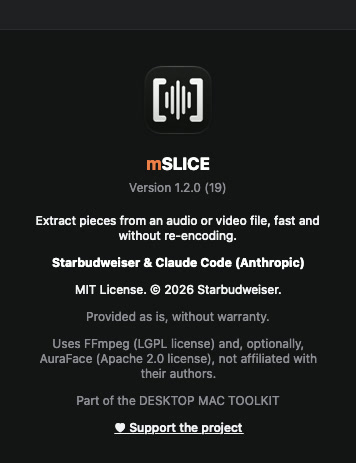 mSLICE
Version 1.2.0 (19)
Extract pieces from an audio or video file, fast and
without re-encoding.
Starbudweiser & Claude Code (Anthropic)
MIT License. © 2026 Starbudweiser.
Provided as is, without warranty.
Uses FFmpeg (LGPL license) and, optionally,
AuraFace (Apache 2.0 license), not affiliated with
their authors.
Part of the DESKTOP MAC TOOLKIT
♥ Support the project